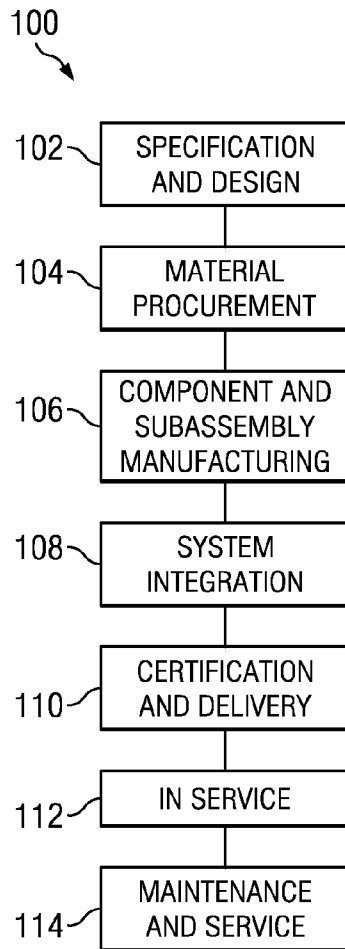 100
102
SPECIFICATION
AND DESIGN
104
MATERIAL
PROCUREMENT
106
COMPONENT AND
SUBASSEMBLY
MANUFACTURING
108
SYSTEM
INTEGRATION
110
CERTIFICATION
AND DELIVERY
112
IN SERVICE
114
MAINTENANCE
AND SERVICE